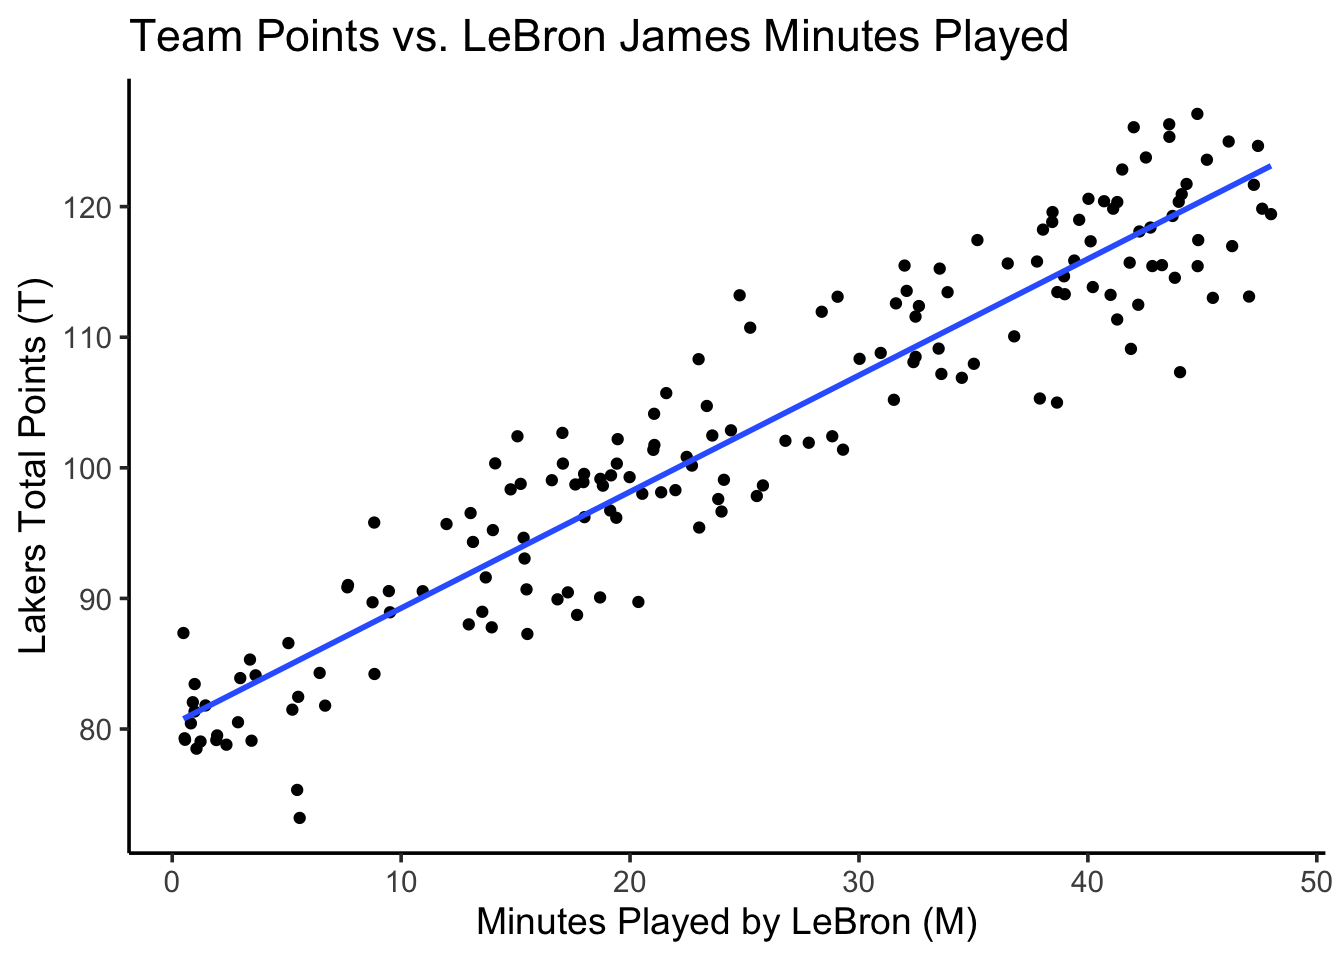 Team Points vs. LeBron James Minutes Played
Lakers Total Points (T)
120
110
100
90
80
0 10 20 30 40 50
Minutes Played by LeBron (M)